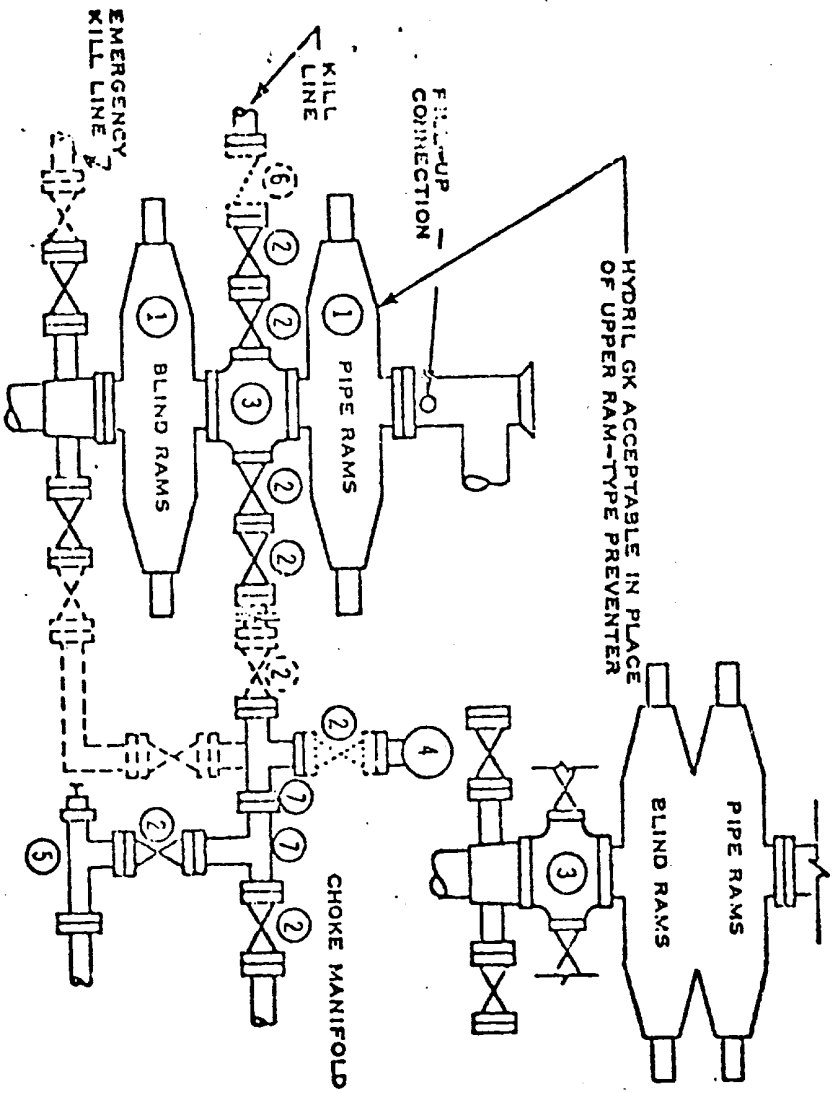 EMERGENCY
KILL LINE
KILL
LINE
CONNECTION
HYDRIL GK ACCEPTABLE IN PLACE
OF UPPER RAM-TYPE PREVENTER
6
2
2
1
PIPE RAMS
3
1
BLIND RAMS
2
2
2
2
4
7
7
2
5
2
CHOKE MANIFOLD
PIPE RAMS
BLIND RAMS
3